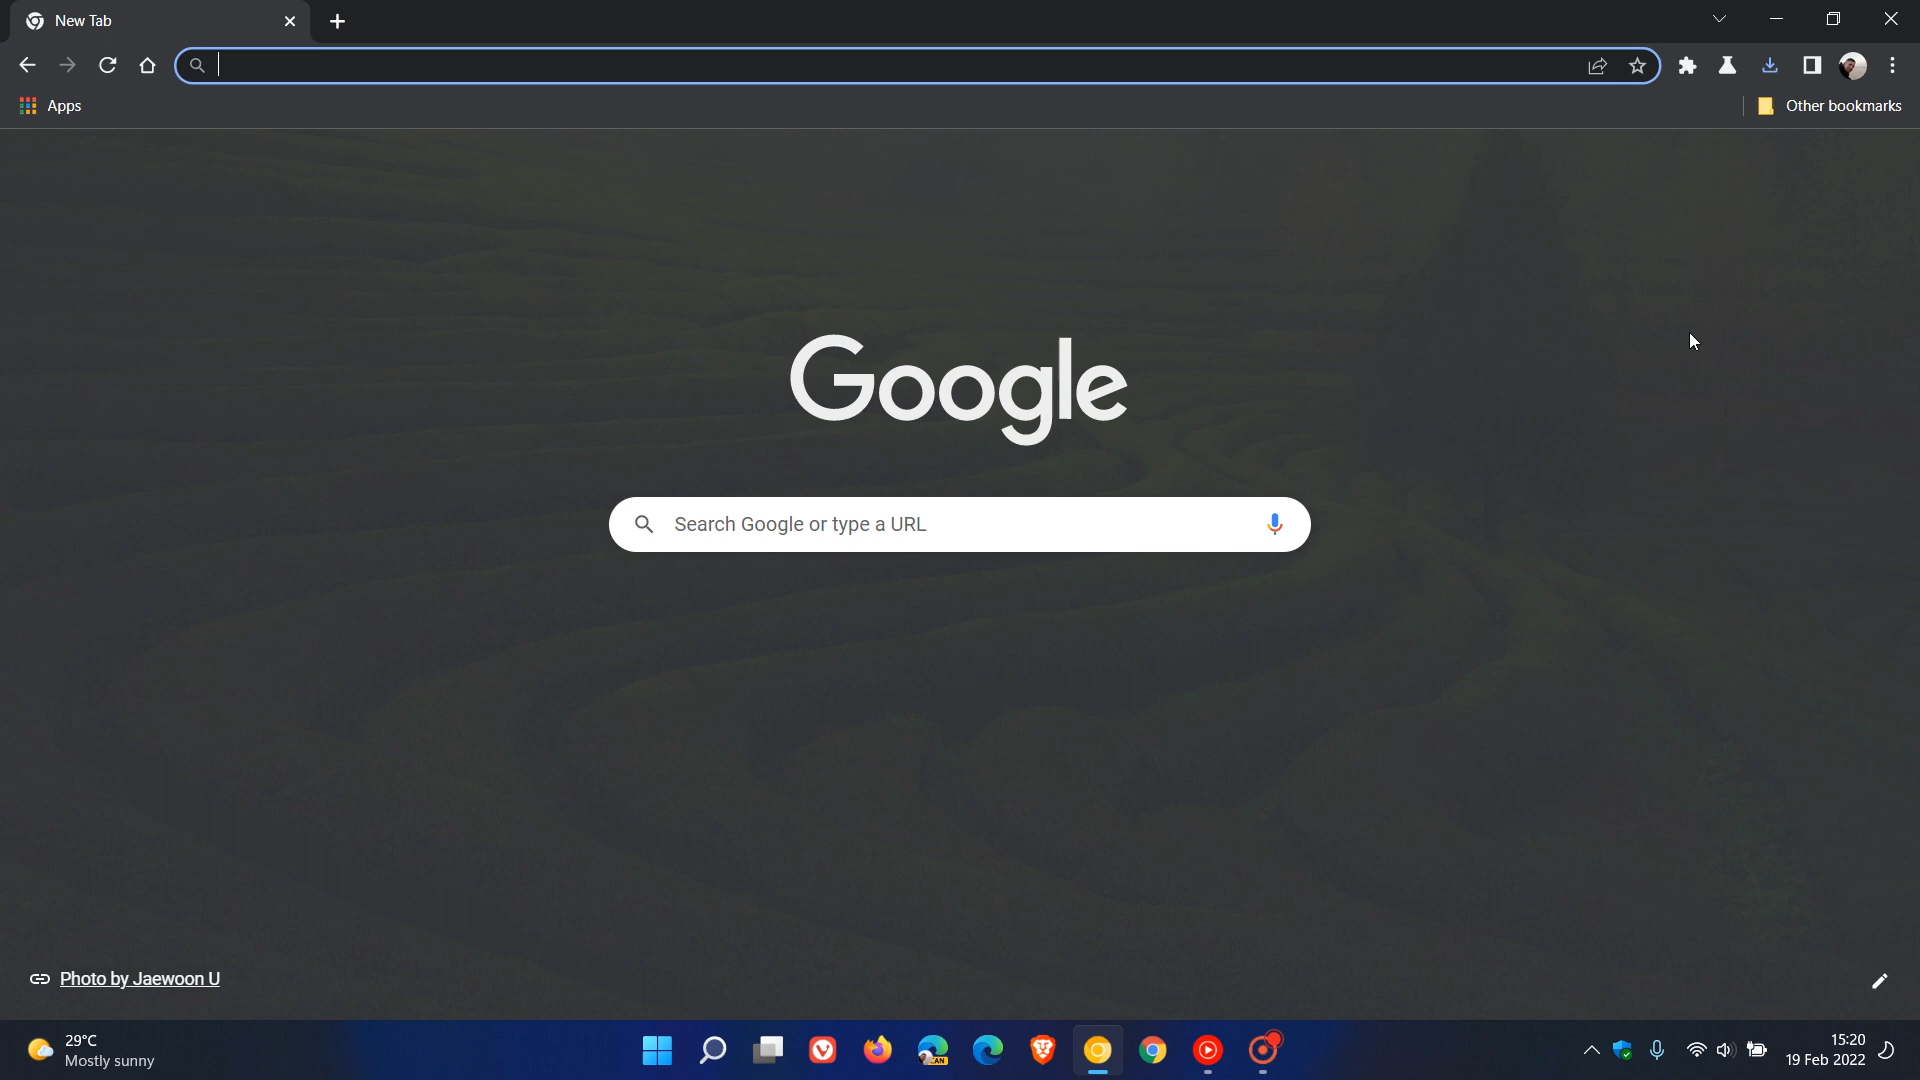 New Tab
Apps
Other bookmarks
Google
Search Google or type a URL
Photo by Jaewoon U
29°C
Mostly sunny
CAN
15:20
19 Feb 2022